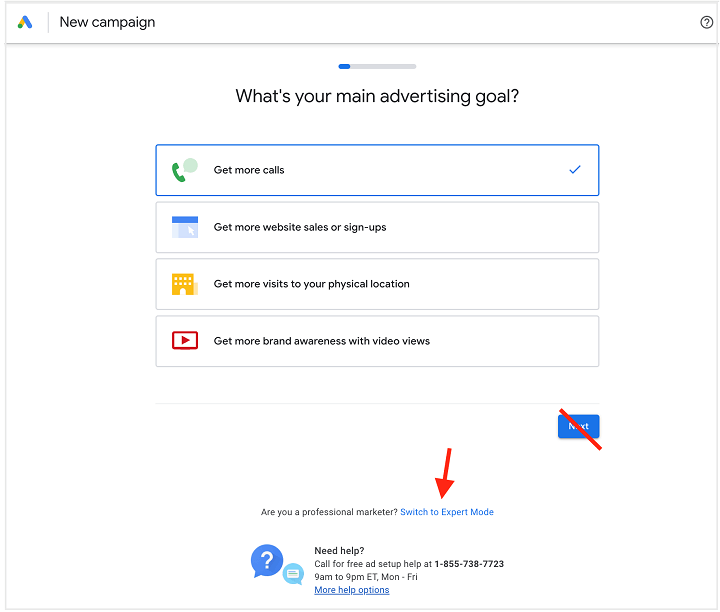 New campaign
What's your main advertising goal?
Get more calls
Get more website sales or sign-ups
Get more visits to your physical location
Get more brand awareness with video views
Next
Are you a professional marketer? Switch to Expert Mode
Need help?
Call for free ad setup help at 1-855-738-7723
9am to 9pm ET, Mon - Fri
More help options